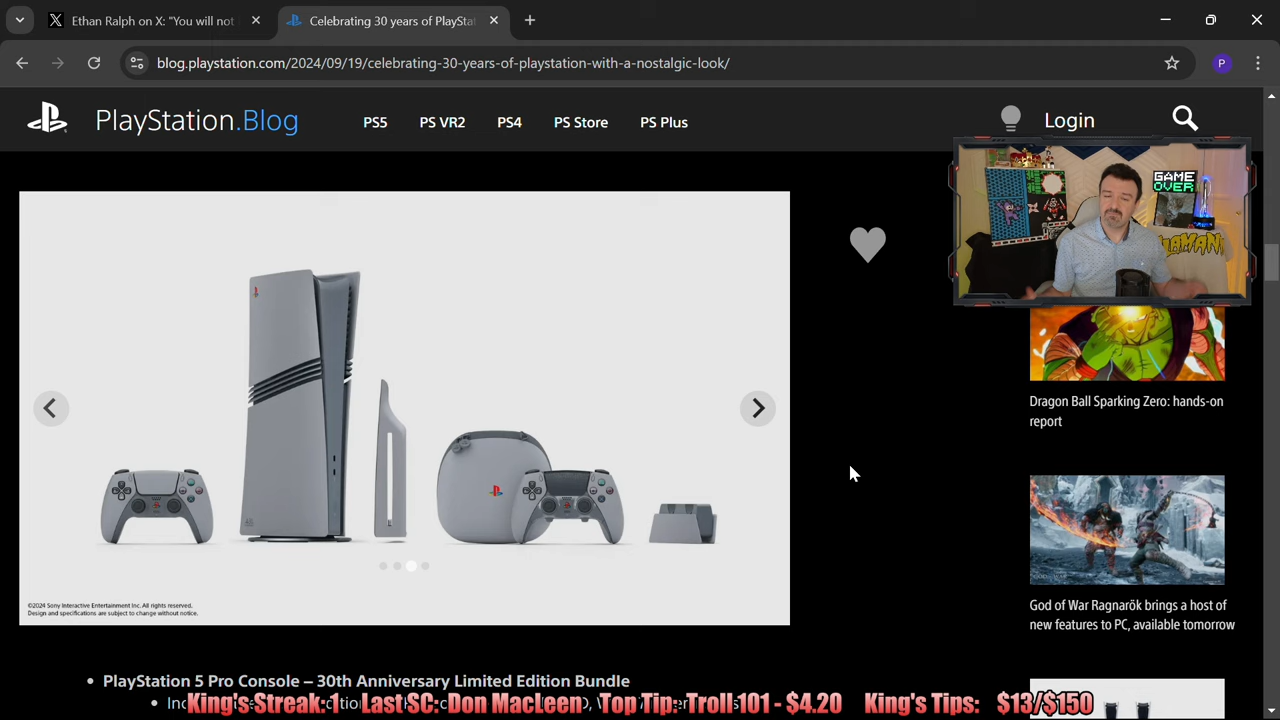 Ethan Ralph on X: "You will not
Celebrating 30 years of PlaySta
blog.playstation.com/2024/09/19/celebrating-30-years-of-playstation-with-a-nostalgic-look/
P
PlayStation.Blog
PS5
PS VR2
PS4
PS Store
PS Plus
Login
GAME
OVER
Dragon Ball Sparking Zero: hands-on
report
God of War Ragnarök brings a host of
new features to PC, available tomorrow
©2024 Sony Interactive Entertainment Inc. All rights reserved.
Design and specifications are subject to change without notice.
• PlayStation 5 Pro Console – 30th Anniversary Limited Edition Bundle
King's Streak: 1 Last SC: Don MacLeen Top Tip: Troll 101 - $4.20 King's Tips: $13/$150